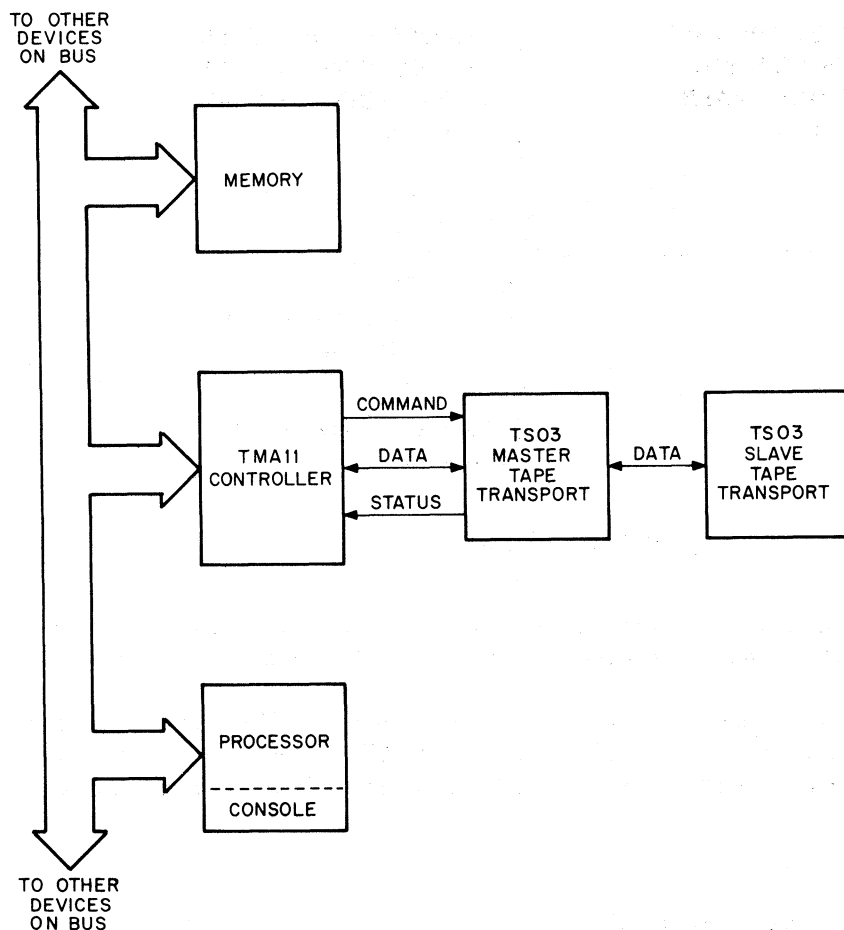 TO OTHER
DEVICES
ON BUS
MEMORY
COMMAND
TMA11
CONTROLLER
DATA
STATUS
TS03
MASTER
TAPE
TRANSPORT
DATA
TS03
SLAVE
TAPE
TRANSPORT
PROCESSOR
CONSOLE
TO OTHER
DEVICES
ON BUS